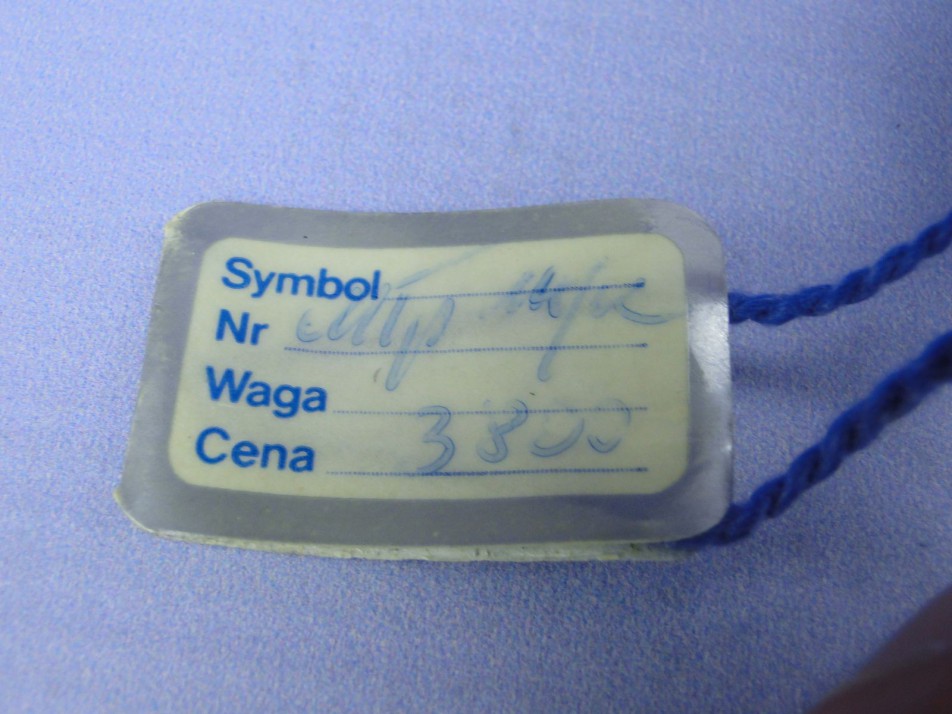 Symbol
Nr
Waga
Cena 3800